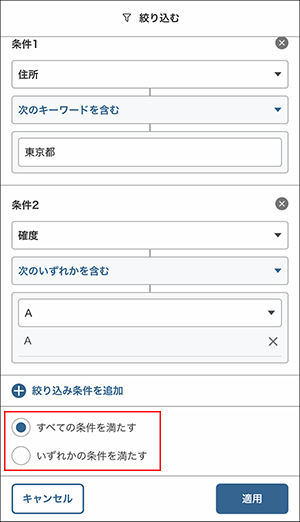 絞り込む
条件1
住所
次のキーワードを含む
東京都
条件2
確度
次のいずれかを含む
A
A
絞り込み条件を追加
すべての条件を満たす
いずれかの条件を満たす
キャンセル
適用